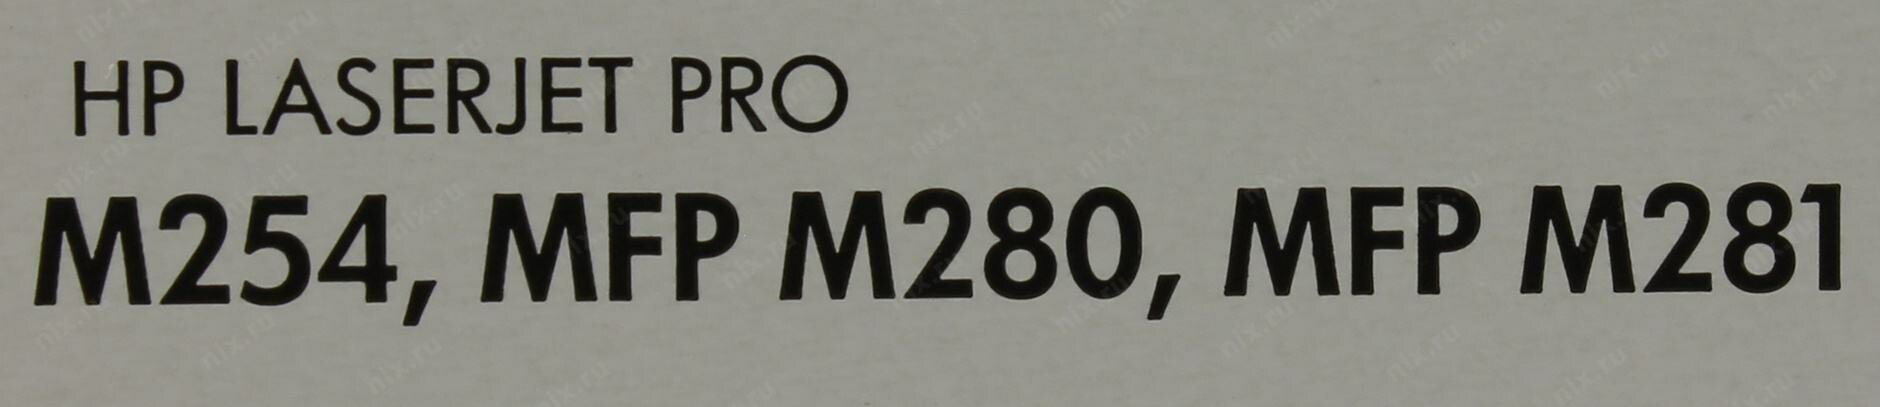 HP LASERJET PRO
M254, MFP M280, MFP M281